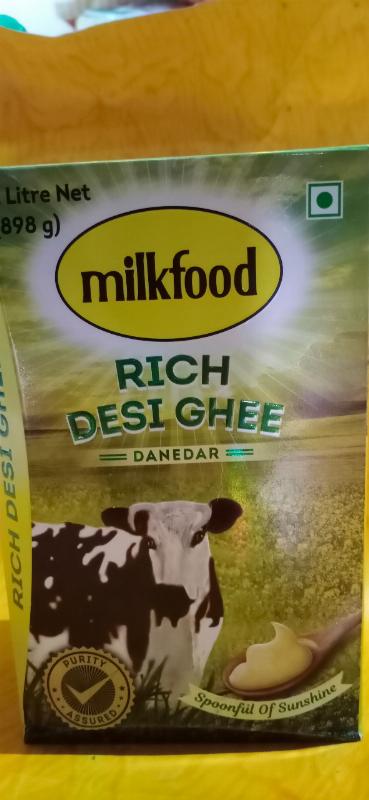 Litre Net
(898 g)
milkfood
RICH
DESI GHEE
DANEDAR
RICH DESI GHEE
PURITY
ASSURED
Spoonful Of Sunshine